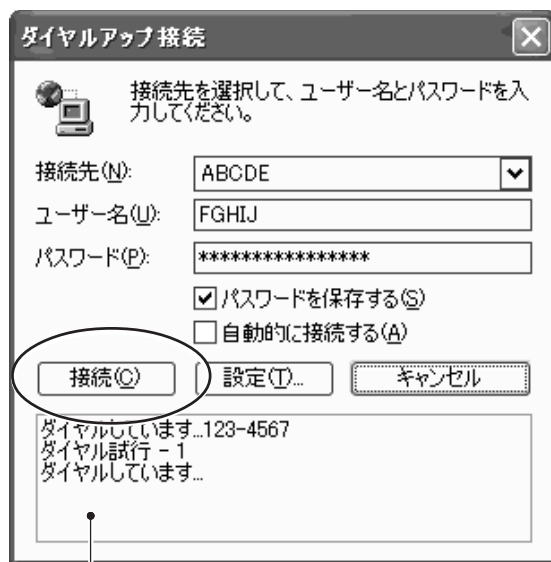 ダイヤルアップ接続
接続先を選択して、ユーザー名とパスワードを入
力してください。
接続先(N): ABCDE
ユーザー名(U): FGHIJ
パスワード(P): ****************
パスワードを保存する(S)
自動的に接続する(A)
接続(C) 設定(T)... キャンセル
ダイヤルしています...123-4567
ダイヤル試行 - 1
ダイヤルしています...